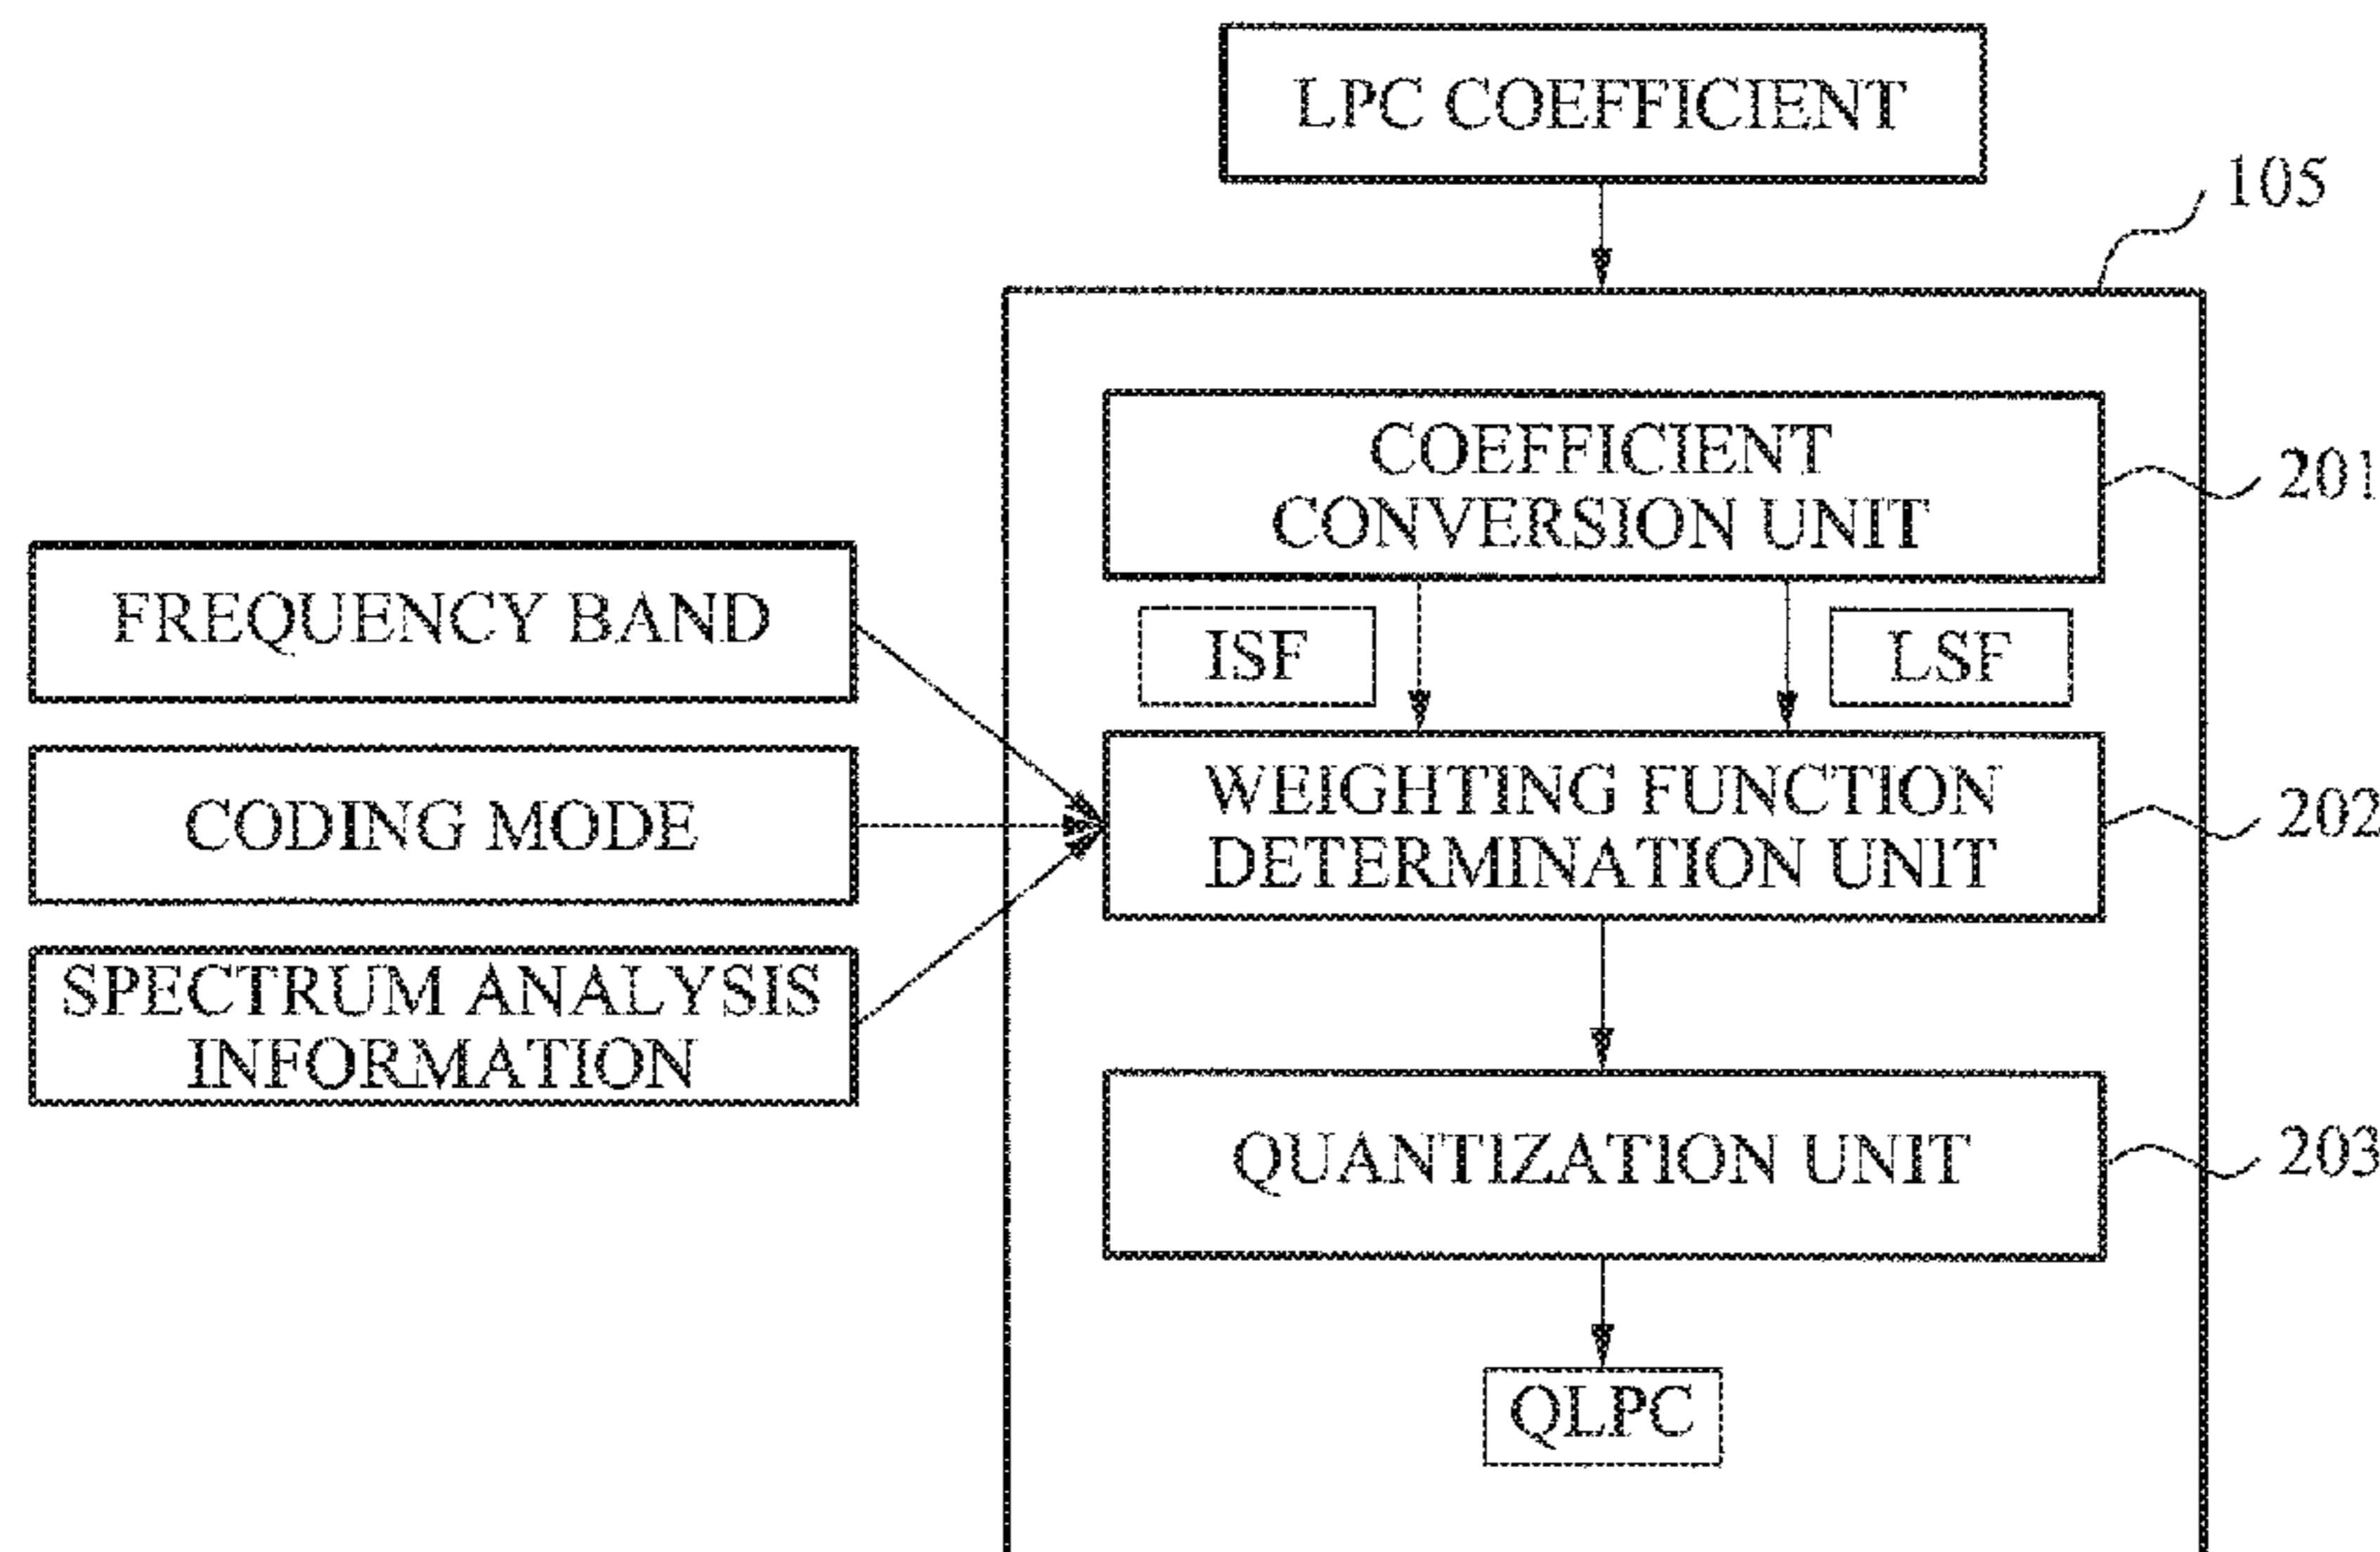 LPC COEFFICIENT
105
COEFFICIENT
CONVERSION UNIT
201
FREQUENCY BAND
ISF
LSF
CODING MODE
WEIGHTING FUNCTION
DETERMINATION UNIT
202
SPECTRUM ANALYSIS
INFORMATION
QUANTIZATION UNIT
203
QLPC